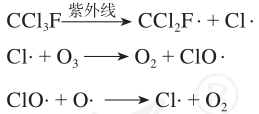 CCl₃F —紫外线→ CCl₂F· + Cl·
Cl· + O₃ ⟶ O₂ + ClO·
ClO· + O· ⟶ Cl· + O₂